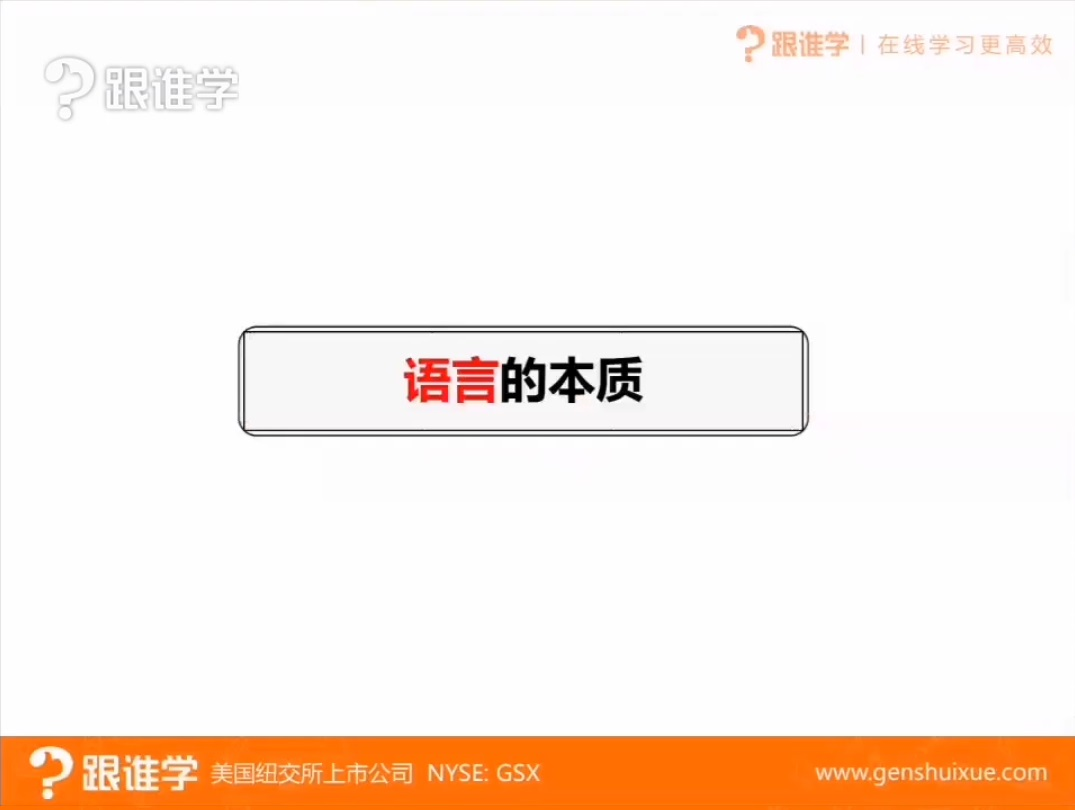 跟谁学 | 在线学习更高效
跟谁学
语言的本质
跟谁学 美国纽交所上市公司 NYSE: GSX
www.genshuixue.com